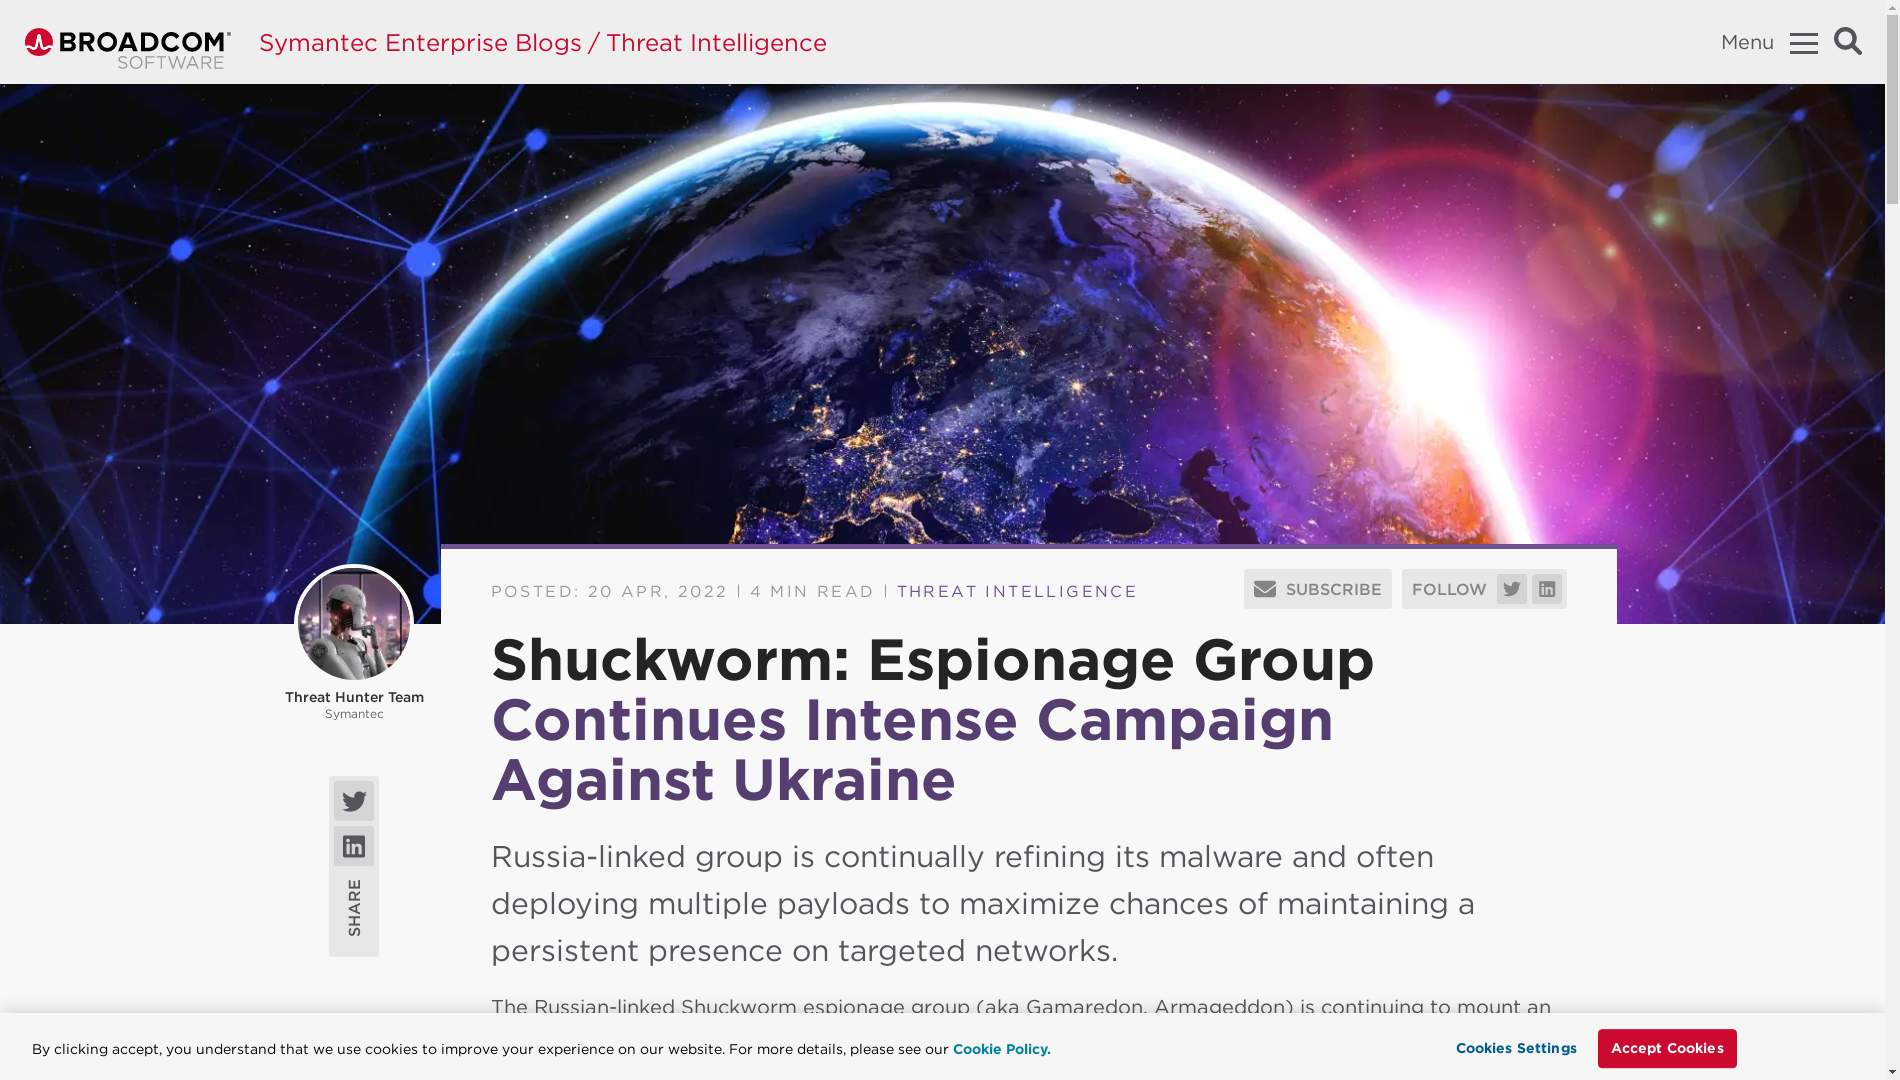 BROADCOM
SOFTWARE
Symantec Enterprise Blogs / Threat Intelligence
Menu
POSTED: 20 APR, 2022 | 4 MIN READ | THREAT INTELLIGENCE
SUBSCRIBE
FOLLOW
Threat Hunter Team
Symantec
Shuckworm: Espionage Group
Continues Intense Campaign
Against Ukraine
SHARE
Russia-linked group is continually refining its malware and often
deploying multiple payloads to maximize chances of maintaining a
persistent presence on targeted networks.
The Russian-linked Shuckworm espionage group (aka Gamaredon, Armageddon) is continuing to mount an
By clicking accept, you understand that we use cookies to improve your experience on our website. For more details, please see our Cookie Policy.
Cookies Settings
Accept Cookies